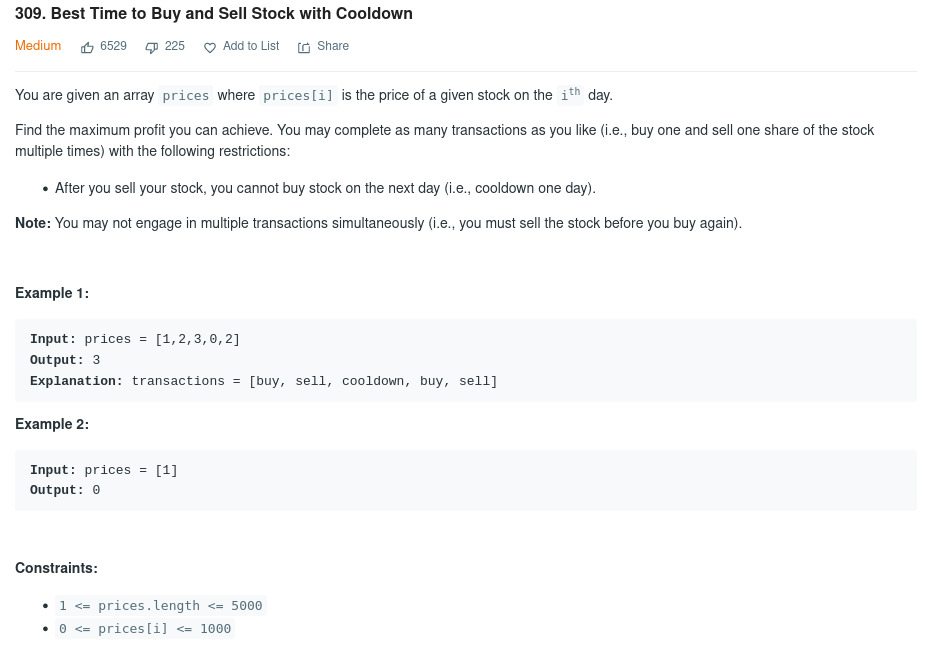 309. Best Time to Buy and Sell Stock with Cooldown
Medium 6529 225 Add to List Share
You are given an array prices where prices[i] is the price of a given stock on the ith day.
Find the maximum profit you can achieve. You may complete as many transactions as you like (i.e., buy one and sell one share of the stock
multiple times) with the following restrictions:
• After you sell your stock, you cannot buy stock on the next day (i.e., cooldown one day).
Note: You may not engage in multiple transactions simultaneously (i.e., you must sell the stock before you buy again).
Example 1:
Input: prices = [1,2,3,0,2]
Output: 3
Explanation: transactions = [buy, sell, cooldown, buy, sell]
Example 2:
Input: prices = [1]
Output: 0
Constraints:
• 1 <= prices.length <= 5000
• 0 <= prices[i] <= 1000